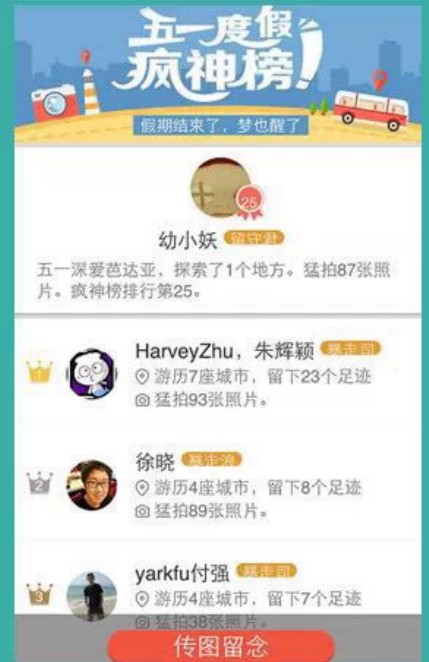 五一度假
疯神榜！
假期结束了，梦也醒了
25
幼小妖 留守君
五一深爱芭达亚，探索了1个地方。猛拍87张照
片。疯神榜排行第25。
1
HarveyZhu，朱辉颖 暴走司
游历7座城市，留下23个足迹
猛拍93张照片。
2
徐晓 暴走浪
游历4座城市，留下8个足迹
猛拍89张照片。
3
yarkfu付强 暴走司
游历4座城市，留下7个足迹
猛拍38张照片。
传图留念